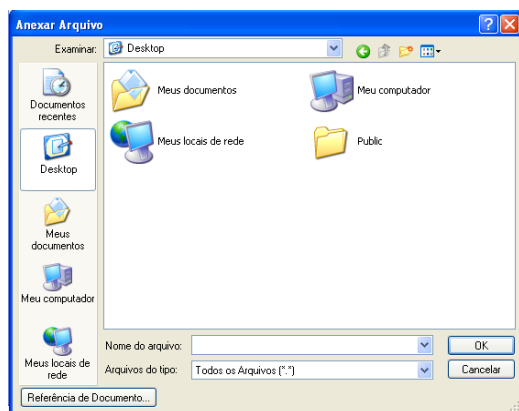 Anexar Arquivo
Examinar:
Desktop
Documentos
recentes
Desktop
Meus
documentos
Meu computador
Meus locais de
rede
Meus documentos
Meu computador
Meus locais de rede
Public
Nome do arquivo:
OK
Arquivos do tipo:
Todos os Arquivos (*.*)
Cancelar
Referência de Documento...